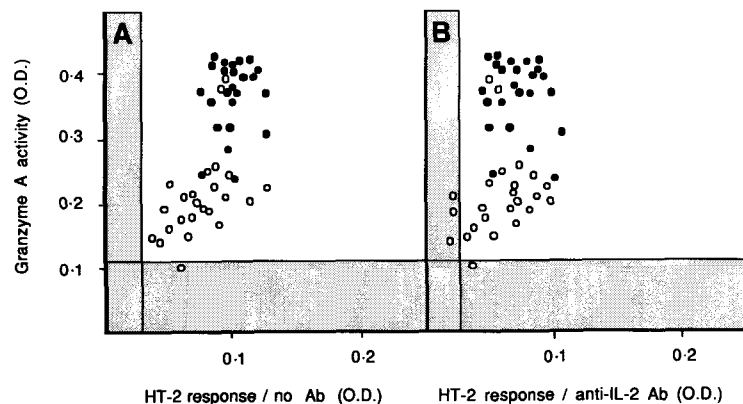 A
B
Granzyme A activity (O.D.)
0·4
0·3
0·2
0·1
0·1
0·2
0·1
0·2
HT-2 response / no Ab (O.D.)
HT-2 response / anti-IL-2 Ab (O.D.)